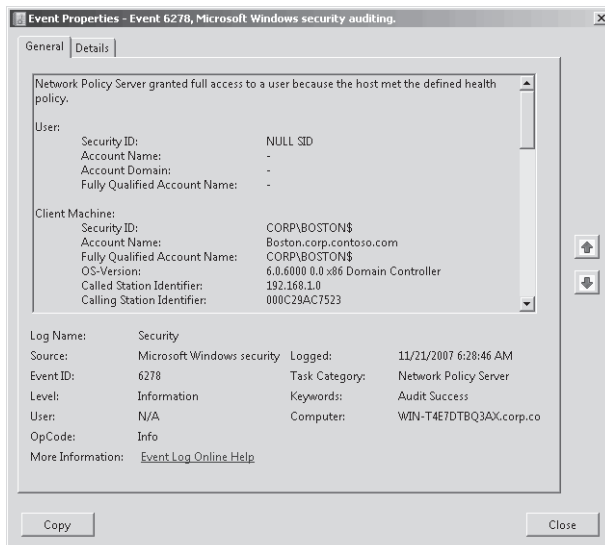 Event Properties - Event 6278, Microsoft Windows security auditing.
General Details
Network Policy Server granted full access to a user because the host met the defined health
policy.
User:
Security ID: NULL SID
Account Name: -
Account Domain: -
Fully Qualified Account Name: -
Client Machine:
Security ID: CORP\BOSTON$
Account Name: Boston.corp.contoso.com
Fully Qualified Account Name: CORP\BOSTON$
OS-Version: 6.0.6000 0.0 x86 Domain Controller
Called Station Identifier: 192.168.1.0
Calling Station Identifier: 000C29AC7523
Log Name: Security
Source: Microsoft Windows security Logged: 11/21/2007 6:28:46 AM
Event ID: 6278 Task Category: Network Policy Server
Level: Information Keywords: Audit Success
User: N/A Computer: WIN-T4E7DTBQ3AX.corp.co
OpCode: Info
More Information: Event Log Online Help
Copy Close